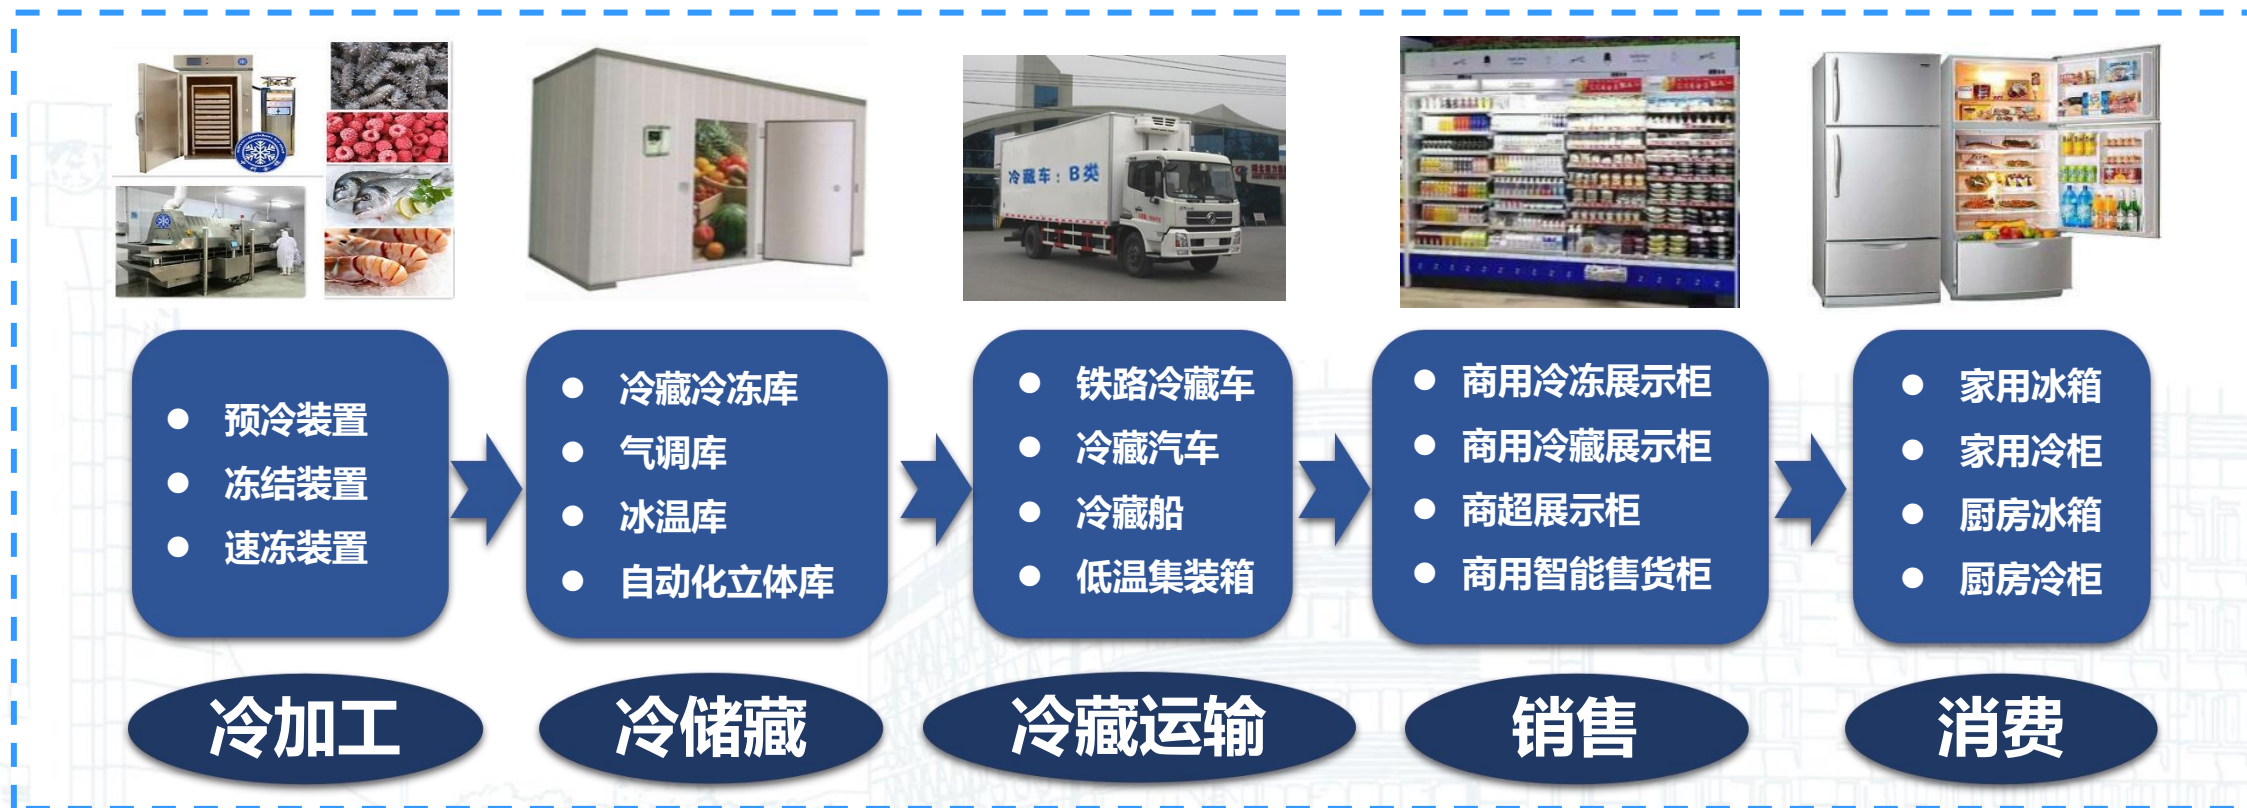 冷藏车：B类
预冷装置
冻结装置
速冻装置
冷藏冷冻库
气调库
冰温库
自动化立体库
铁路冷藏车
冷藏汽车
冷藏船
低温集装箱
商用冷冻展示柜
商用冷藏展示柜
商超展示柜
商用智能售货柜
家用冰箱
家用冷柜
厨房冰箱
厨房冷柜
冷加工
冷储藏
冷藏运输
销售
消费